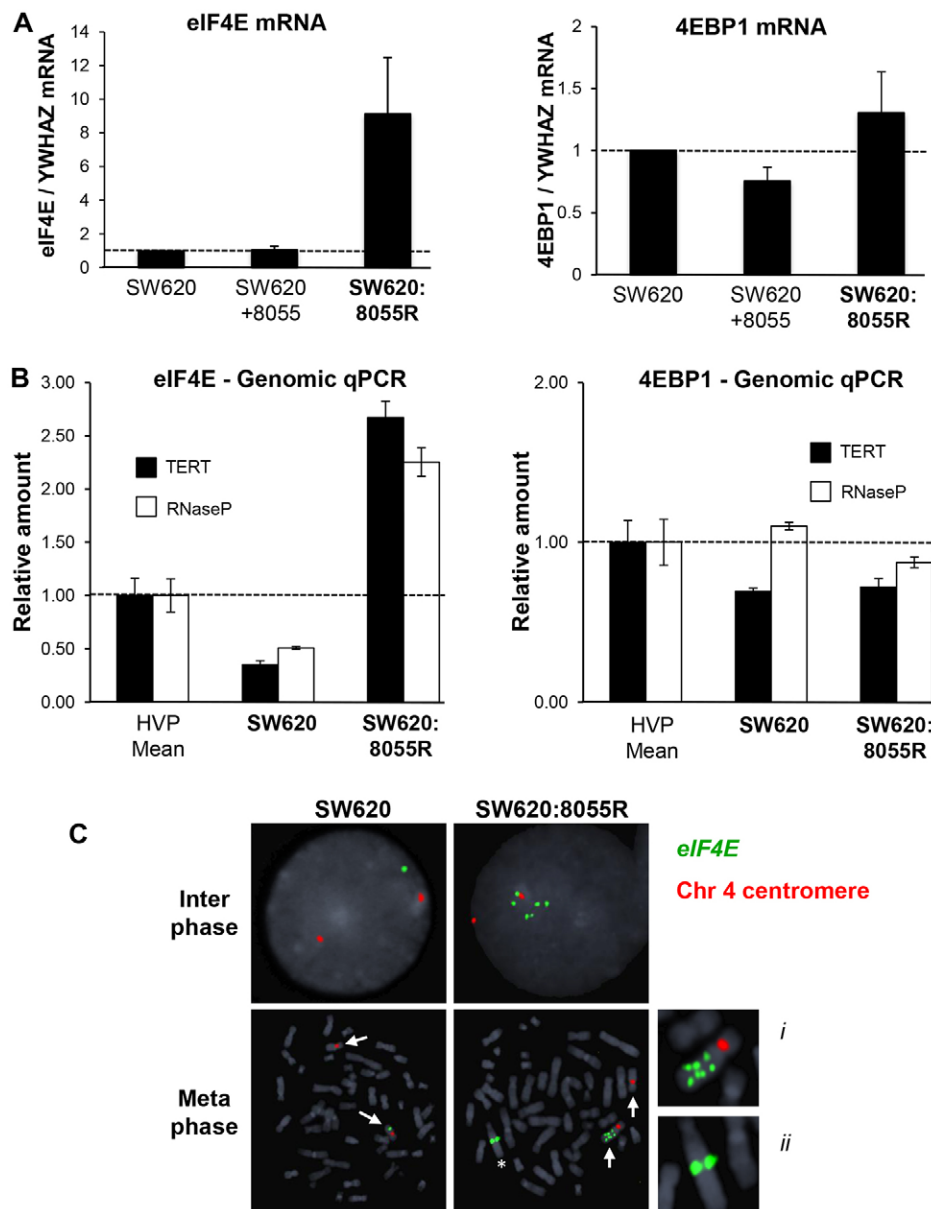 A
eIF4E mRNA
eIF4E / YWHAZ mRNA
14
12
10
8
6
4
2
1
0
SW620
SW620
+8055
SW620:
8055R
4EBP1 mRNA
4EBP1 / YWHAZ mRNA
2
1.5
1
0.5
0
SW620
SW620
+8055
SW620:
8055R
B
eIF4E - Genomic qPCR
Relative amount
3.00
2.50
2.00
1.50
1.00
0.50
0.00
TERT
RNaseP
HVP
Mean
SW620
SW620:
8055R
4EBP1 - Genomic qPCR
Relative amount
2.00
1.00
0.00
TERT
RNaseP
HVP
Mean
SW620
SW620:
8055R
C
SW620
SW620:8055R
eIF4E
Chr 4 centromere
Inter
phase
Meta
phase
*
i
ii